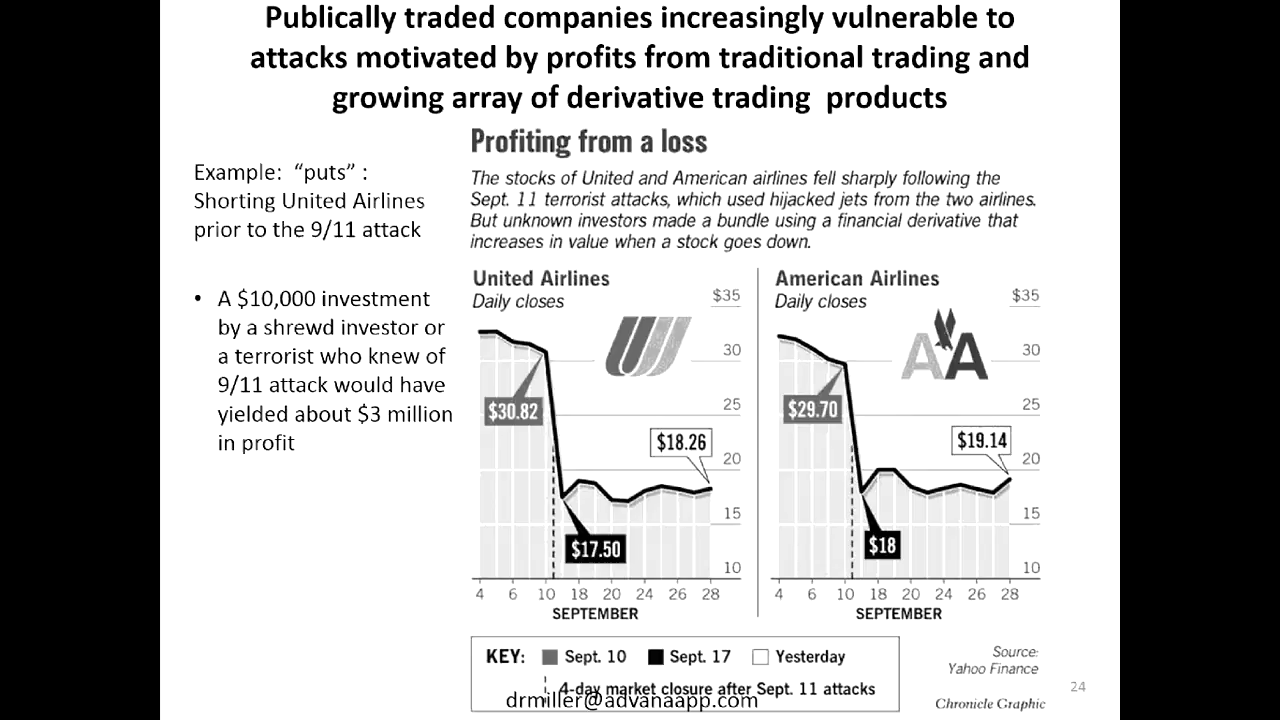 Publically traded companies increasingly vulnerable to
attacks motivated by profits from traditional trading and
growing array of derivative trading products
Example: “puts” :
Shorting United Airlines
prior to the 9/11 attack
• A $10,000 investment
by a shrewd investor or
a terrorist who knew of
9/11 attack would have
yielded about $3 million
in profit
Profiting from a loss
The stocks of United and American airlines fell sharply following the
Sept. 11 terrorist attacks, which used hijacked jets from the two airlines.
But unknown investors made a bundle using a financial derivative that
increases in value when a stock goes down.
United Airlines
Daily closes
$35
30
25
20
15
10
$30.82
$18.26
$17.50
4 6 10 18 20 24 26 28
SEPTEMBER
American Airlines
Daily closes
$35
30
25
20
15
10
AA
$29.70
$19.14
$18
4 6 10 18 20 24 26 28
SEPTEMBER
KEY: Sept. 10 Sept. 17 Yesterday
4-day market closure after Sept. 11 attacks
drmiller@advanaapp.com
Source:
Yahoo Finance
Chronicle Graphic
24